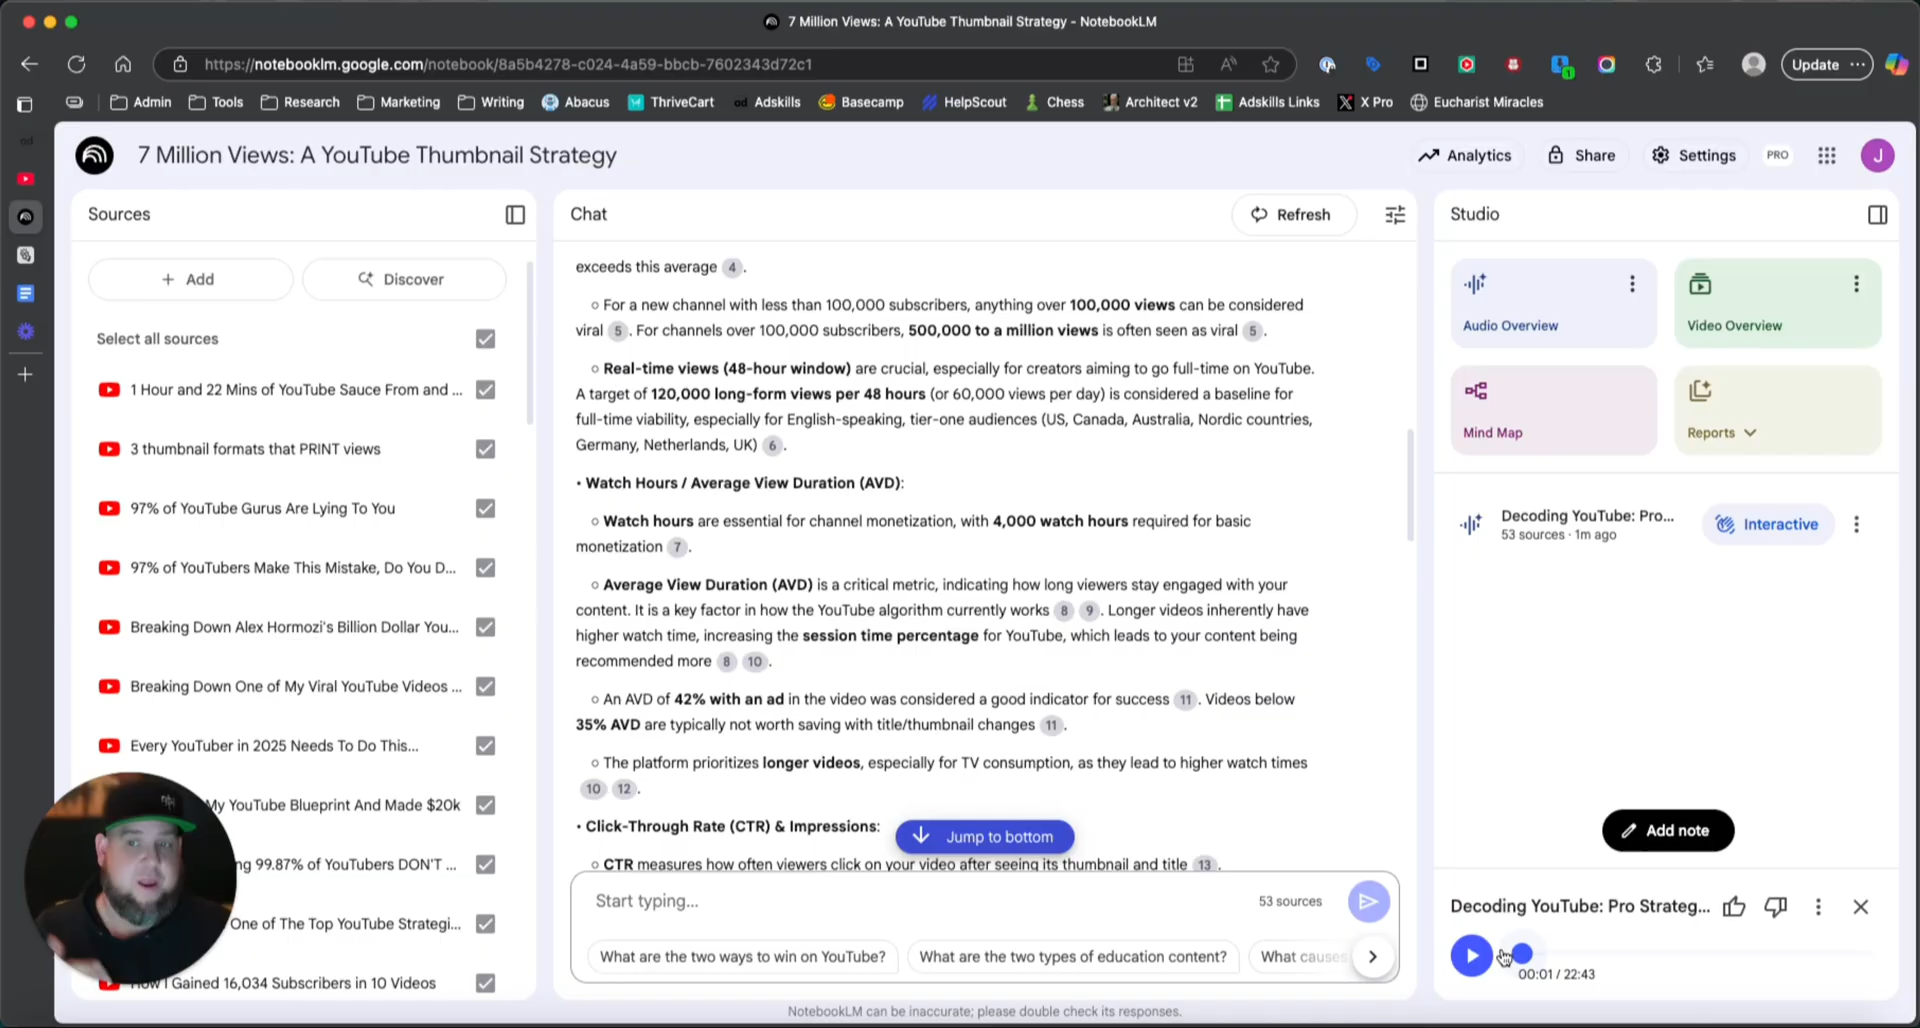 7 Million Views: A YouTube Thumbnail Strategy - NotebookLM
https://notebooklm.google.com/notebook/8a5b4278-c024-4a59-bbcb-7602343d72c1
Update
Admin
Tools
Research
Marketing
Writing
Abacus
ThriveCart
Adskills
Basecamp
HelpScout
Chess
Architect v2
Adskills Links
X Pro
Eucharist Miracles
7 Million Views: A YouTube Thumbnail Strategy
Analytics
Share
Settings
PRO
J
Sources
Add
Discover
Select all sources
1 Hour and 22 Mins of YouTube Sauce From and ...
3 thumbnail formats that PRINT views
97% of YouTube Gurus Are Lying To You
97% of YouTubers Make This Mistake, Do You D...
Breaking Down Alex Hormozi's Billion Dollar You...
Breaking Down One of My Viral YouTube Videos ...
Every YouTuber in 2025 Needs To Do This...
My YouTube Blueprint And Made $20k
99.87% of YouTubers DON'T ...
One of The Top YouTube Strategi...
How I Gained 16,034 Subscribers in 10 Videos
Chat
Refresh
exceeds this average 4 .
○ For a new channel with less than 100,000 subscribers, anything over 100,000 views can be considered
viral 5 . For channels over 100,000 subscribers, 500,000 to a million views is often seen as viral 5 .
○ Real-time views (48-hour window) are crucial, especially for creators aiming to go full-time on YouTube.
A target of 120,000 long-form views per 48 hours (or 60,000 views per day) is considered a baseline for
full-time viability, especially for English-speaking, tier-one audiences (US, Canada, Australia, Nordic countries,
Germany, Netherlands, UK) 6 .
• Watch Hours / Average View Duration (AVD):
○ Watch hours are essential for channel monetization, with 4,000 watch hours required for basic
monetization 7 .
○ Average View Duration (AVD) is a critical metric, indicating how long viewers stay engaged with your
content. It is a key factor in how the YouTube algorithm currently works 8 9 . Longer videos inherently have
higher watch time, increasing the session time percentage for YouTube, which leads to your content being
recommended more 8 10 .
○ An AVD of 42% with an ad in the video was considered a good indicator for success 11 . Videos below
35% AVD are typically not worth saving with title/thumbnail changes 11 .
○ The platform prioritizes longer videos, especially for TV consumption, as they lead to higher watch times
10 12 .
• Click-Through Rate (CTR) & Impressions:
Jump to bottom
○ CTR measures how often viewers click on your video after seeing its thumbnail and title 13 .
Start typing...
53 sources
What are the two ways to win on YouTube?
What are the two types of education content?
What causes
NotebookLM can be inaccurate; please double check its responses.
Studio
Audio Overview
Video Overview
Mind Map
Reports
Decoding YouTube: Pro...
53 sources · 1m ago
Interactive
Add note
Decoding YouTube: Pro Strateg...
00:01 / 22:43